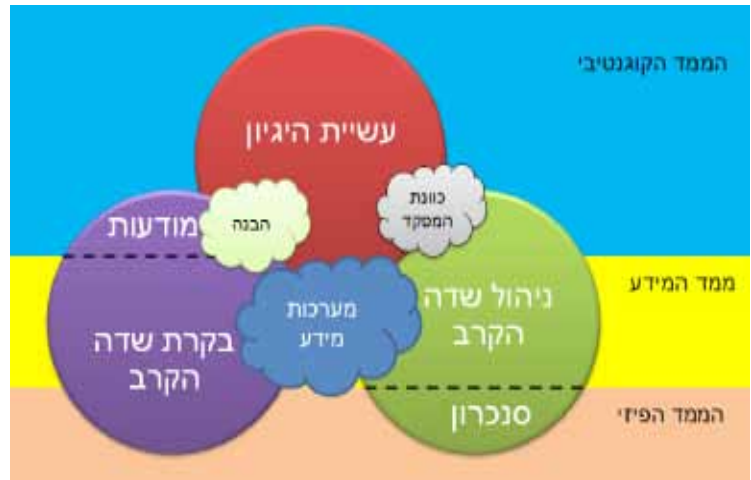 הממד הקוגנטיבי
עשיית היגיון
כוונת
המפקד
הבנה
מודעות
ממד המידע
ניהול שדה
הקרב
מערכות
מידע
בקרת שדה
הקרב
הממד הפיזי
סנכרון